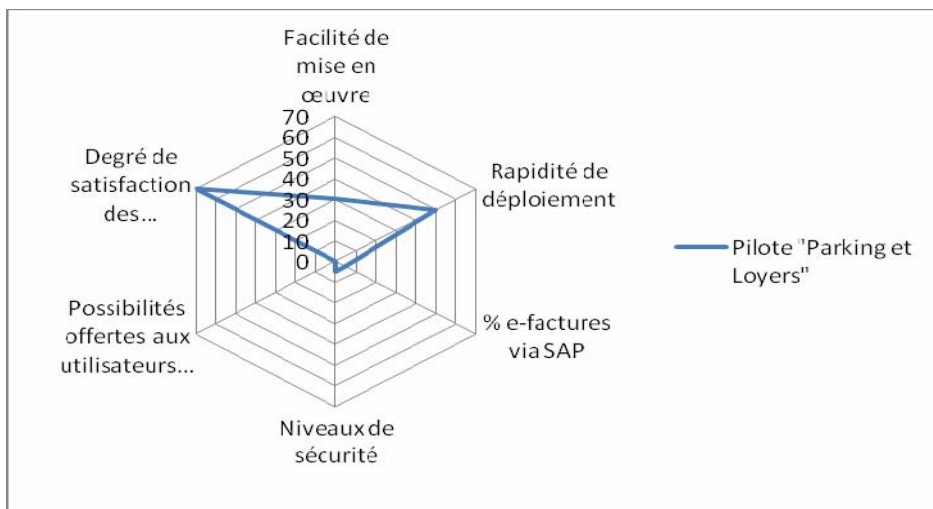 Facilité de
mise en
œuvre
70
60
50
40
30
20
10
0
Rapidité de
déploiement
% e-factures
via SAP
Niveaux de
sécurité
Possibilités
offertes aux
utilisateurs...
Degré de
satisfaction
des...
Pilote "Parking et
Loyers"